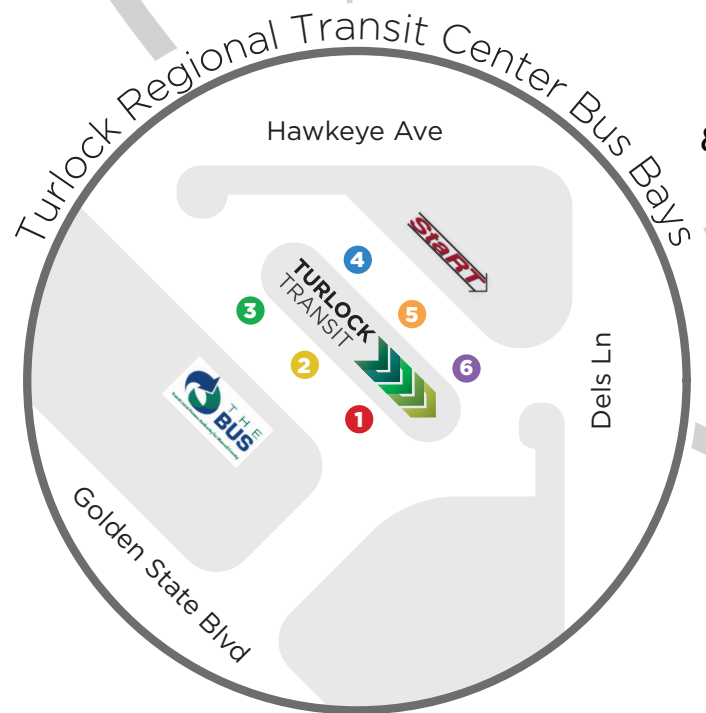 Turlock Regional Transit Center Bus Bays
Hawkeye Ave
8
StaRT
4
TURLOCK
TRANSIT
3
5
2
6
THE
BUS
1
Dels Ln
Golden State Blvd